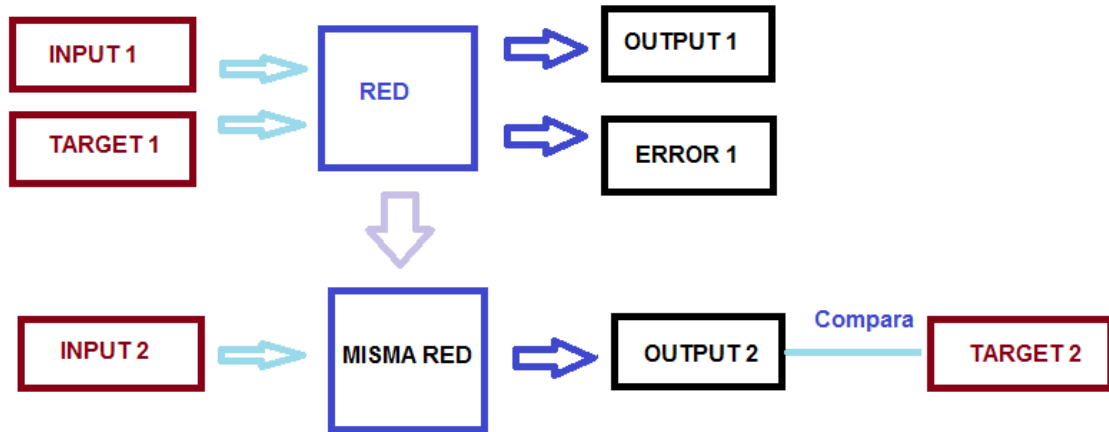 INPUT 1
TARGET 1
RED
OUTPUT 1
ERROR 1
INPUT 2
MISMA RED
OUTPUT 2
Compara
TARGET 2